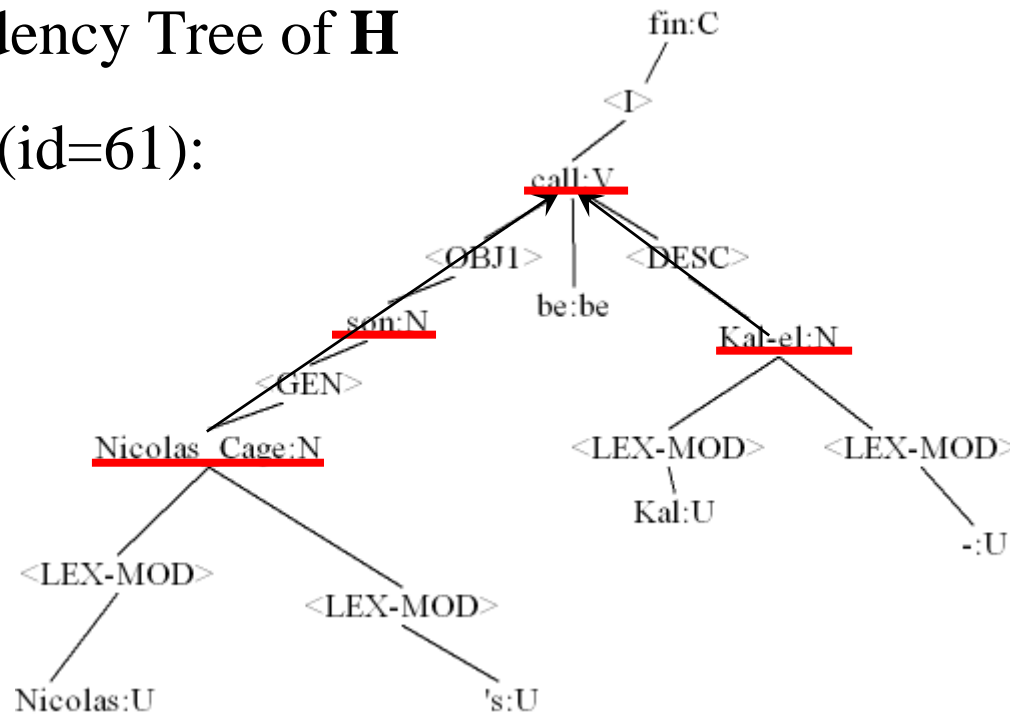 dency Tree of H
fin:C
(id=61):
<I>
call:V
<OBJ1>
<DESC>
be:be
son:N
Kal-el:N
<GEN>
Nicolas_Cage:N
<LEX-MOD>
<LEX-MOD>
Kal:U
-:U
<LEX-MOD>
<LEX-MOD>
Nicolas:U
's:U